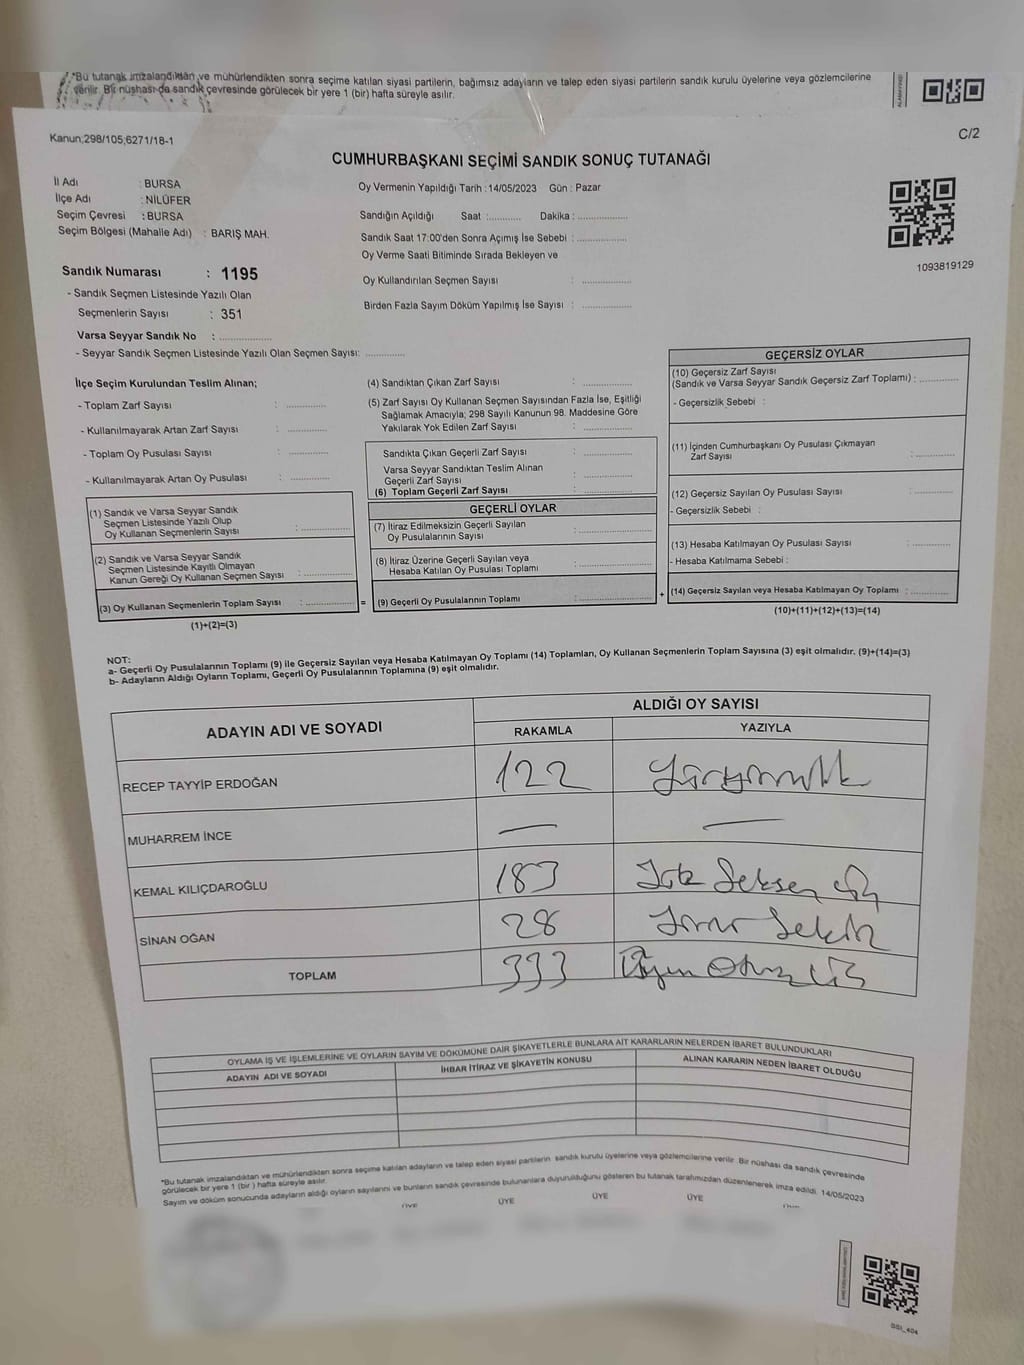 *Bu tutanak imzalandıktan ve mühürlendikten sonra seçime katılan siyasi partilerin, bağımsız adayların ve talep eden siyasi partilerin sandık kurulu üyelerine veya gözlemcilerine
verilir. Bir nüshası da sandık çevresinde görülecek bir yere 1 (bir) hafta süreyle asılır.
Kanun;298/105;6271/18-1
C/2
CUMHURBAŞKANI SEÇİMİ SANDIK SONUÇ TUTANAĞI
İl Adı : BURSA
İlçe Adı : NİLÜFER
Seçim Çevresi : BURSA
Seçim Bölgesi (Mahalle Adı) : BARIŞ MAH.
Oy Vermenin Yapıldığı Tarih : 14/05/2023 Gün : Pazar
Sandığın Açıldığı Saat :........... Dakika : ..................
Sandık Saat 17:00'den Sonra Açımış İse Sebebi : ..................
Oy Verme Saati Bitiminde Sırada Bekleyen ve
Oy Kullandırılan Seçmen Sayısı : ..................
Birden Fazla Sayım Döküm Yapılmış İse Sayısı : ..................
1093819129
Sandık Numarası : 1195
- Sandık Seçmen Listesinde Yazılı Olan
Seçmenlerin Sayısı : 351
Varsa Seyyar Sandık No : ..................
- Seyyar Sandık Seçmen Listesinde Yazılı Olan Seçmen Sayısı: ..............
İlçe Seçim Kurulundan Teslim Alınan;
- Toplam Zarf Sayısı : ..............
- Kullanılmayarak Artan Zarf Sayısı : ..............
- Toplam Oy Pusulası Sayısı : ..............
- Kullanılmayarak Artan Oy Pusulası : ..............
(1) Sandık ve Varsa Seyyar Sandık
Seçmen Listesinde Yazılı Olup
Oy Kullanan Seçmenlerin Sayısı : ..................
(2) Sandık ve Varsa Seyyar Sandık
Seçmen Listesinde Kayıtlı Olmayan
Kanun Gereği Oy Kullanan Seçmen Sayısı : ..................
(3) Oy Kullanan Seçmenlerin Toplam Sayısı : .................. =
(1)+(2)=(3)
(4) Sandıktan Çıkan Zarf Sayısı : ..................
(5) Zarf Sayısı Oy Kullanan Seçmen Sayısından Fazla İse, Eşitliği
Sağlamak Amacıyla; 298 Sayılı Kanunun 98. Maddesine Göre
Yakılarak Yok Edilen Zarf Sayısı : ..................
Sandıkta Çıkan Geçerli Zarf Sayısı : ..................
Varsa Seyyar Sandıktan Teslim Alınan
Geçerli Zarf Sayısı : ..................
(6) Toplam Geçerli Zarf Sayısı : ..................
GEÇERLİ OYLAR
(7) İtiraz Edilmeksizin Geçerli Sayılan
Oy Pusulalarının Sayısı : ..................
(8) İtiraz Üzerine Geçerli Sayılan veya
Hesaba Katılan Oy Pusulası Toplamı : ..................
(9) Geçerli Oy Pusulalarının Toplamı : .................. +
GEÇERSİZ OYLAR
(10) Geçersiz Zarf Sayısı
(Sandık ve Varsa Seyyar Sandık Geçersiz Zarf Toplamı) : ..............
- Geçersizlik Sebebi :
(11) İçinden Cumhurbaşkanı Oy Pusulası Çıkmayan
Zarf Sayısı : ..............
(12) Geçersiz Sayılan Oy Pusulası Sayısı : ..............
- Geçersizlik Sebebi :
(13) Hesaba Katılmayan Oy Pusulası Sayısı : ..............
- Hesaba Katılmama Sebebi :
(14) Geçersiz Sayılan veya Hesaba Katılmayan Oy Toplamı : ..............
(10)+(11)+(12)+(13)=(14)
NOT:
a- Geçerli Oy Pusulalarının Toplamı (9) ile Geçersiz Sayılan veya Hesaba Katılmayan Oy Toplamı (14) Toplamları, Oy Kullanan Seçmenlerin Toplam Sayısına (3) eşit olmalıdır. (9)+(14)=(3)
b- Adayların Aldığı Oyların Toplamı, Geçerli Oy Pusulalarının Toplamına (9) eşit olmalıdır.
ADAYIN ADI VE SOYADI
ALDIĞI OY SAYISI
RAKAMLA YAZIYLA
RECEP TAYYİP ERDOĞAN 122 Yüzyirmiiki
MUHARREM İNCE — —
KEMAL KILIÇDAROĞLU 183 Yüz Seksen üç
SİNAN OĞAN 28 Yirmi Sekiz
TOPLAM 333 Üçyüz Otuz üç
OYLAMA İŞ VE İŞLEMLERİNE VE OYLARIN SAYIM VE DÖKÜMÜNE DAİR ŞİKAYETLERLE BUNLARA AİT KARARLARIN NELERDEN İBARET BULUNDUKLARI
ADAYIN ADI VE SOYADI İHBAR İTİRAZ VE ŞİKAYETİN KONUSU ALINAN KARARIN NEDEN İBARET OLDUĞU
*Bu tutanak imzalandıktan ve mühürlendikten sonra seçime katılan adayların ve talep eden siyasi partilerin sandık kurulu üyelerine veya gözlemcilerine verilir. Bir nüshası da sandık çevresinde
görülecek bir yere 1 (bir ) hafta süreyle asılır.
Sayım ve döküm sonucunda adayların aldığı oyların sayılarını ve bunların sandık çevresinde bulunanlara duyurulduğunu gösteren bu tutanak tarafımızdan düzenlenerek imza edildi. 14/05/2023
ÜYE ÜYE ÜYE ÜYE